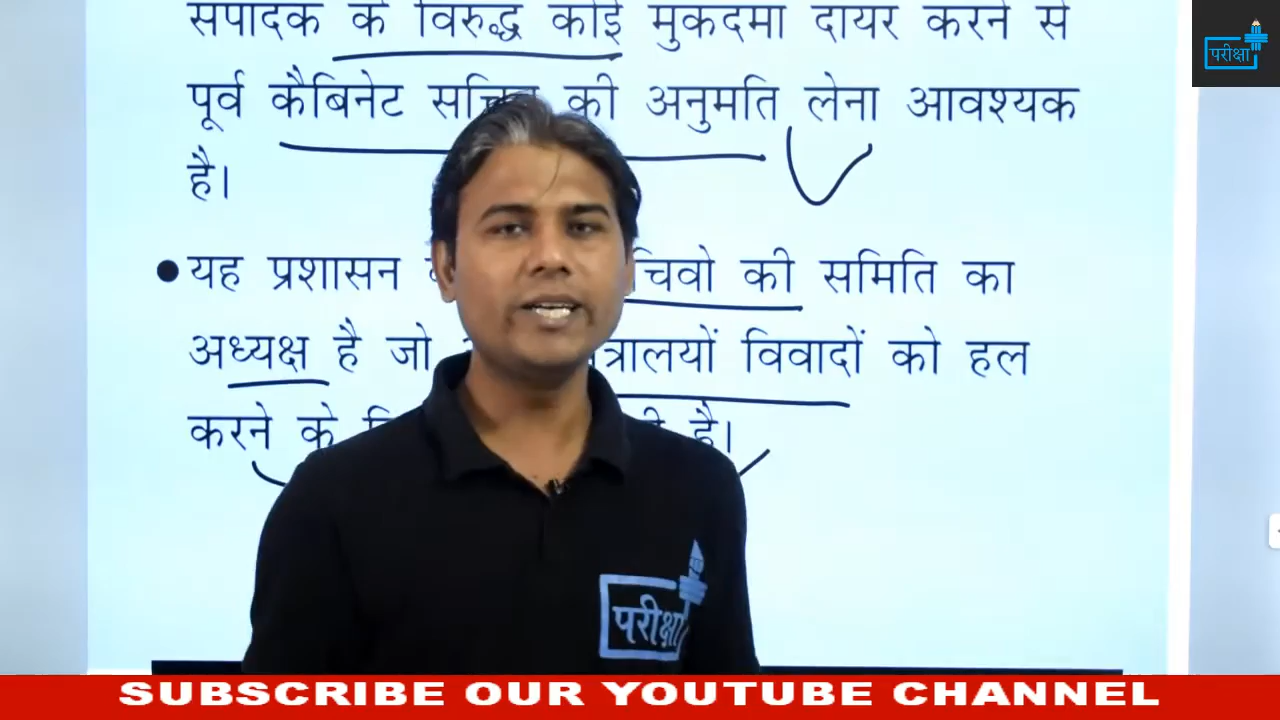 संपादक के विरुद्ध कोई मुकदमा दायर करने से
परीक्षा
पूर्व कैबिनेट सचिव की अनुमति लेना आवश्यक
है।
यह प्रशासन चिवो की समिति का
अध्यक्ष है जो त्रालयों विवादों को हल
करने के है।
परीक्षा
SUBSCRIBE OUR YOUTUBE CHANNEL